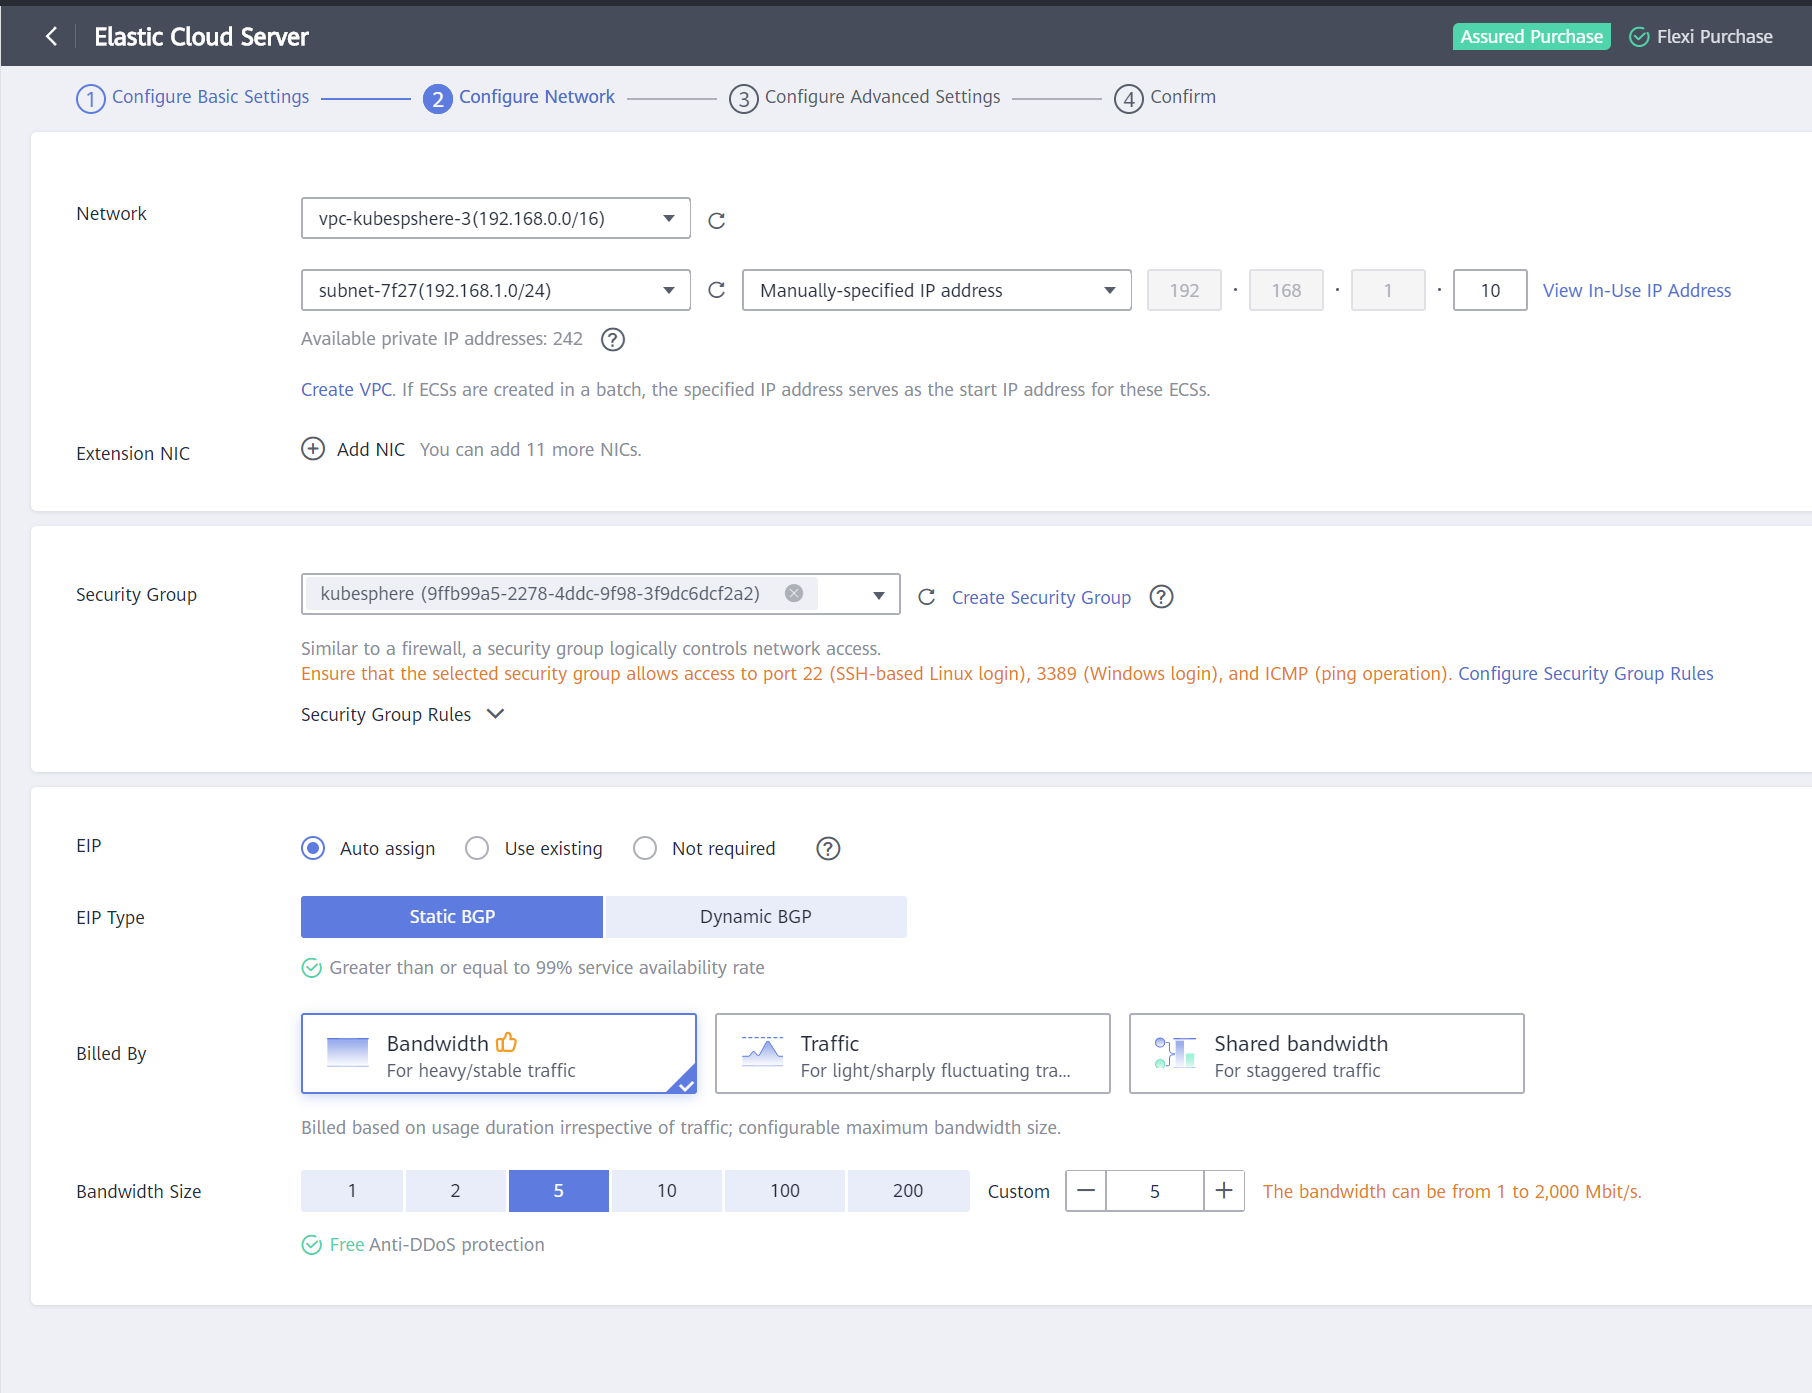 Elastic Cloud Server
Assured Purchase
Flexi Purchase
1 Configure Basic Settings
2 Configure Network
3 Configure Advanced Settings
4 Confirm
Network
vpc-kubespshere-3(192.168.0.0/16)
subnet-7f27(192.168.1.0/24)
Manually-specified IP address
192 · 168 · 1 · 10
View In-Use IP Address
Available private IP addresses: 242
Create VPC. If ECSs are created in a batch, the specified IP address serves as the start IP address for these ECSs.
Extension NIC
Add NIC
You can add 11 more NICs.
Security Group
kubesphere (9ffb99a5-2278-4ddc-9f98-3f9dc6dcf2a2)
Create Security Group
Similar to a firewall, a security group logically controls network access.
Ensure that the selected security group allows access to port 22 (SSH-based Linux login), 3389 (Windows login), and ICMP (ping operation). Configure Security Group Rules
Security Group Rules
EIP
Auto assign
Use existing
Not required
EIP Type
Static BGP
Dynamic BGP
Greater than or equal to 99% service availability rate
Billed By
Bandwidth
For heavy/stable traffic
Traffic
For light/sharply fluctuating tra...
Shared bandwidth
For staggered traffic
Billed based on usage duration irrespective of traffic; configurable maximum bandwidth size.
Bandwidth Size
1
2
5
10
100
200
Custom
5
The bandwidth can be from 1 to 2,000 Mbit/s.
Free Anti-DDoS protection